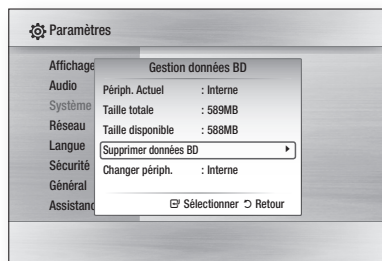 Paramètres
Affichage
Audio
Système
Réseau
Langue
Sécurité
Général
Assistanc
Gestion données BD
Périph. Actuel : Interne
Taille totale : 589MB
Taille disponible : 588MB
Supprimer données BD
Changer périph. : Interne
Sélectionner Retour